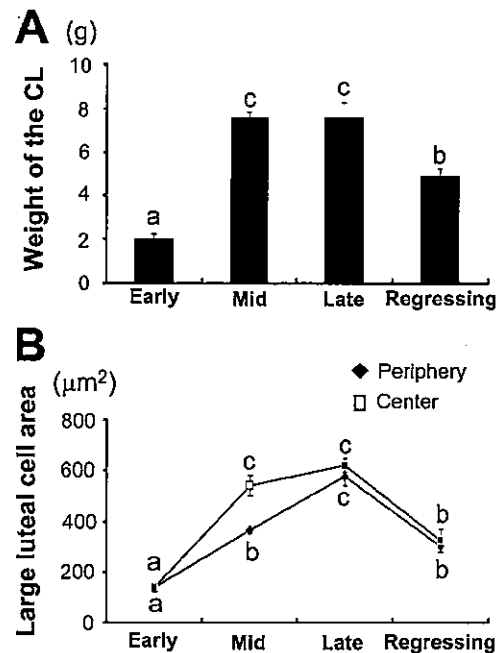 A (g)
Weight of the CL
10
8
6
4
2
0
a
c
c
b
Early Mid Late Regressing
B (μm²)
◆ Periphery
□ Center
Large luteal cell area
800
600
400
200
0
a
a
c
b
c
c
b
b
Early Mid Late Regressing